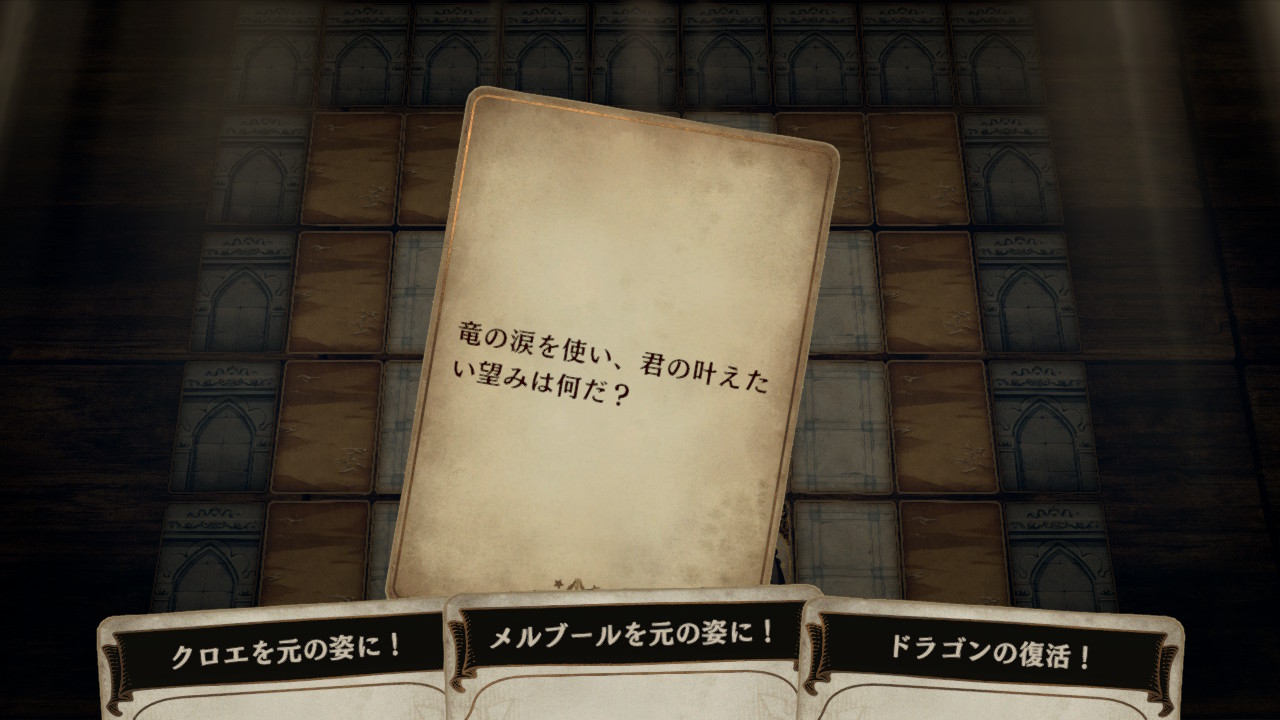 竜の涙を使い、君の叶えた
い望みは何だ？
クロエを元の姿に！
メルブールを元の姿に！
ドラゴンの復活！